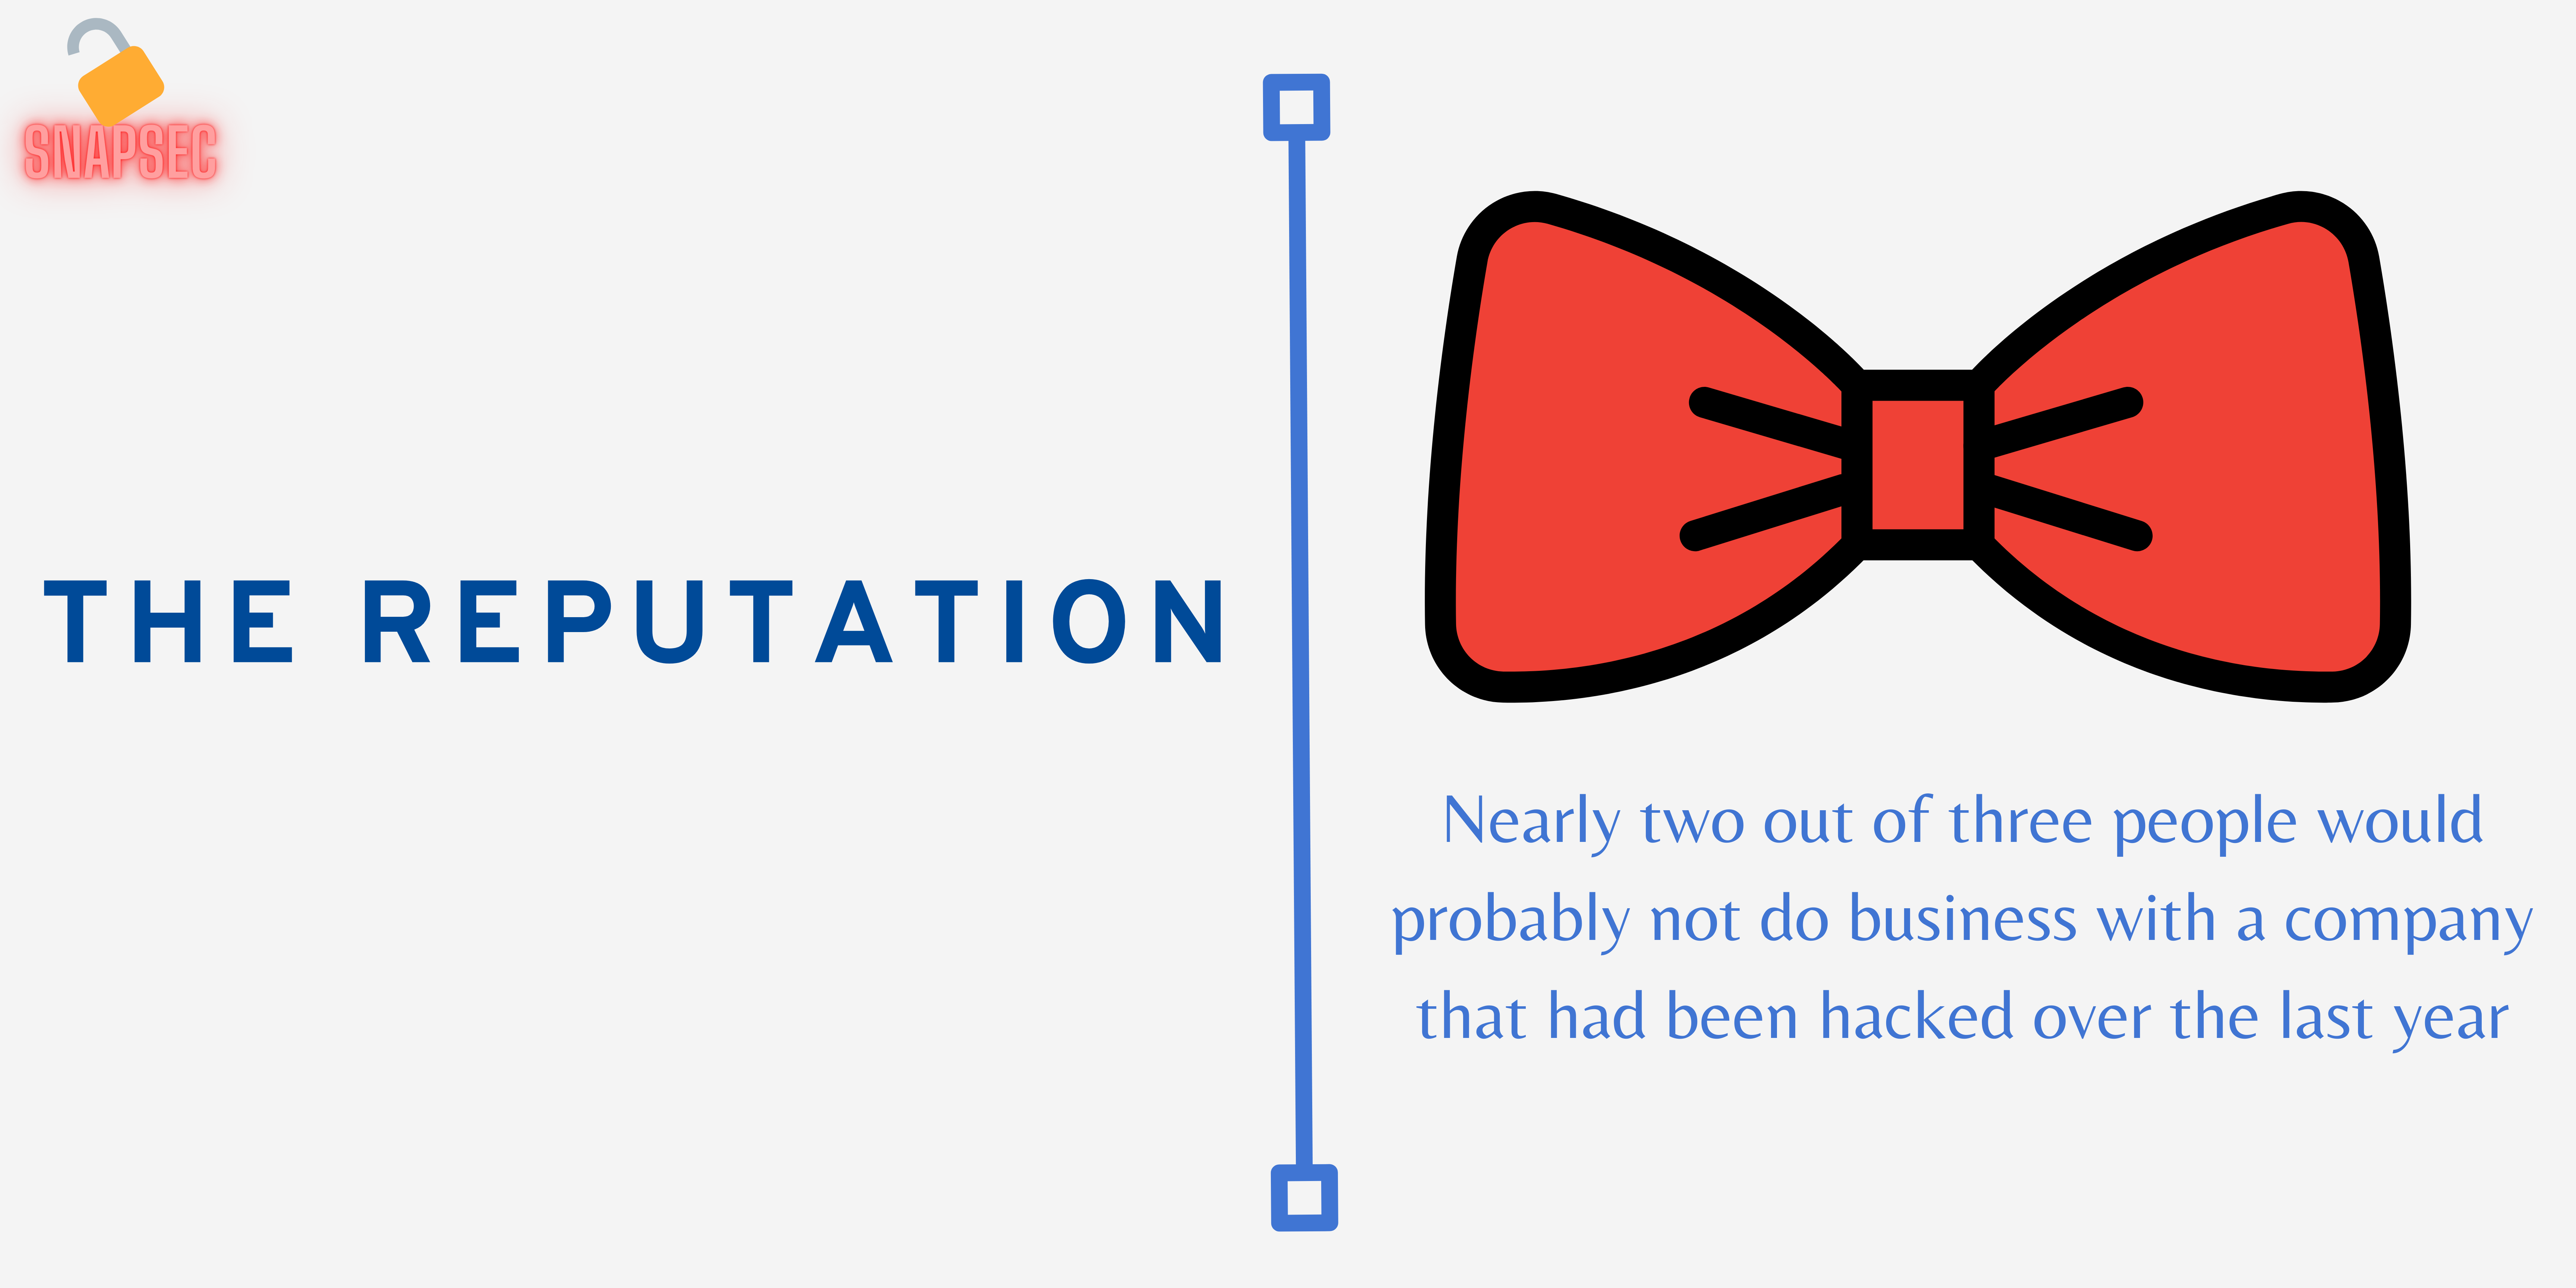 SNAPSEC
THE REPUTATION
Nearly two out of three people would
probably not do business with a company
that had been hacked over the last year